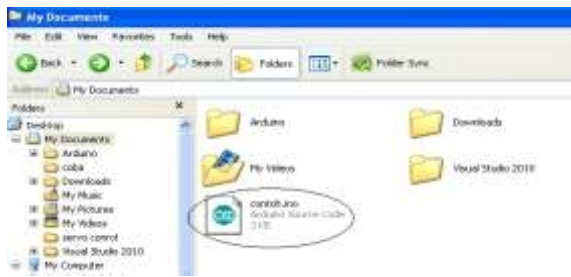 My Documents
File Edit View Favorites Tools Help
Back Search Folders Folder Sync
Address My Documents
Folders
Desktop
My Documents
Arduino
coba
Downloads
My Music
My Pictures
My Videos
servo control
Visual Studio 2010
My Computer
Arduino Downloads
My Videos Visual Studio 2010
contoh.ino
Arduino Source Code
3 KB